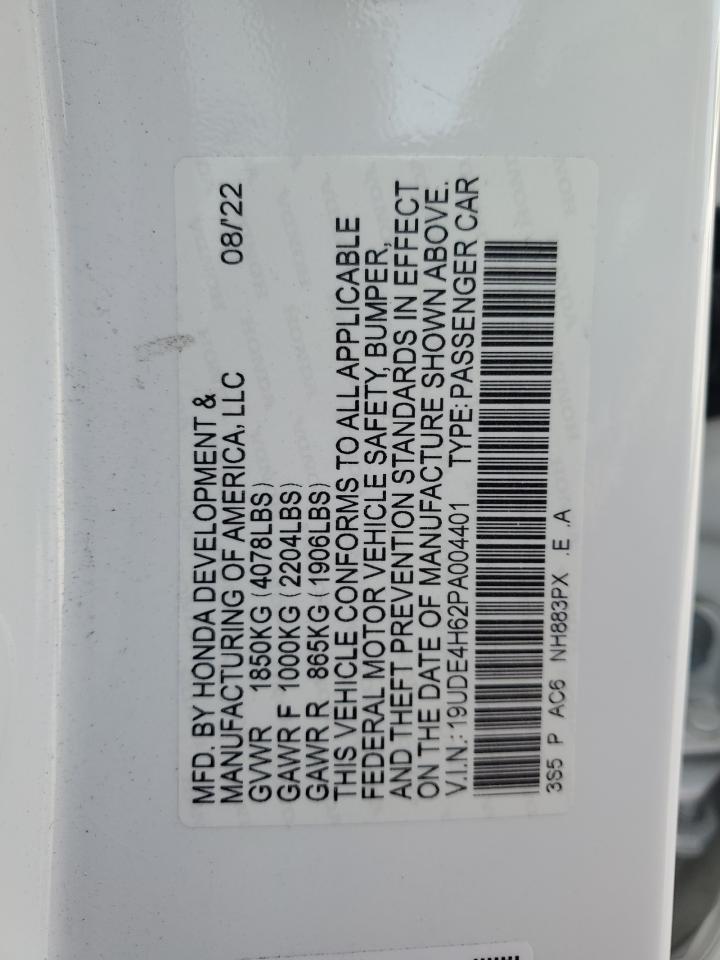 MFD. BY HONDA DEVELOPMENT &
MANUFACTURING OF AMERICA, LLC 08/'22
GVWR 1850KG (4078LBS)
GAWR F 1000KG (2204LBS)
GAWR R 865KG (1906LBS)
THIS VEHICLE CONFORMS TO ALL APPLICABLE
FEDERAL MOTOR VEHICLE SAFETY, BUMPER,
AND THEFT PREVENTION STANDARDS IN EFFECT
ON THE DATE OF MANUFACTURE SHOWN ABOVE.
V.I.N.: 19UDE4H62PA004401 TYPE: PASSENGER CAR
3S5 P AC6 NH883PX .E .A